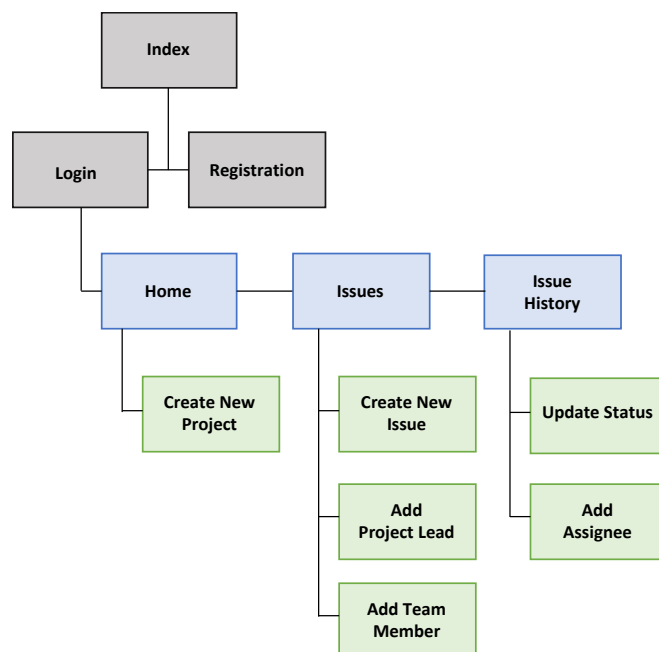 Index
Login
Registration
Home
Issues
Issue
History
Create New
Project
Create New
Issue
Update Status
Add
Project Lead
Add
Assignee
Add Team
Member